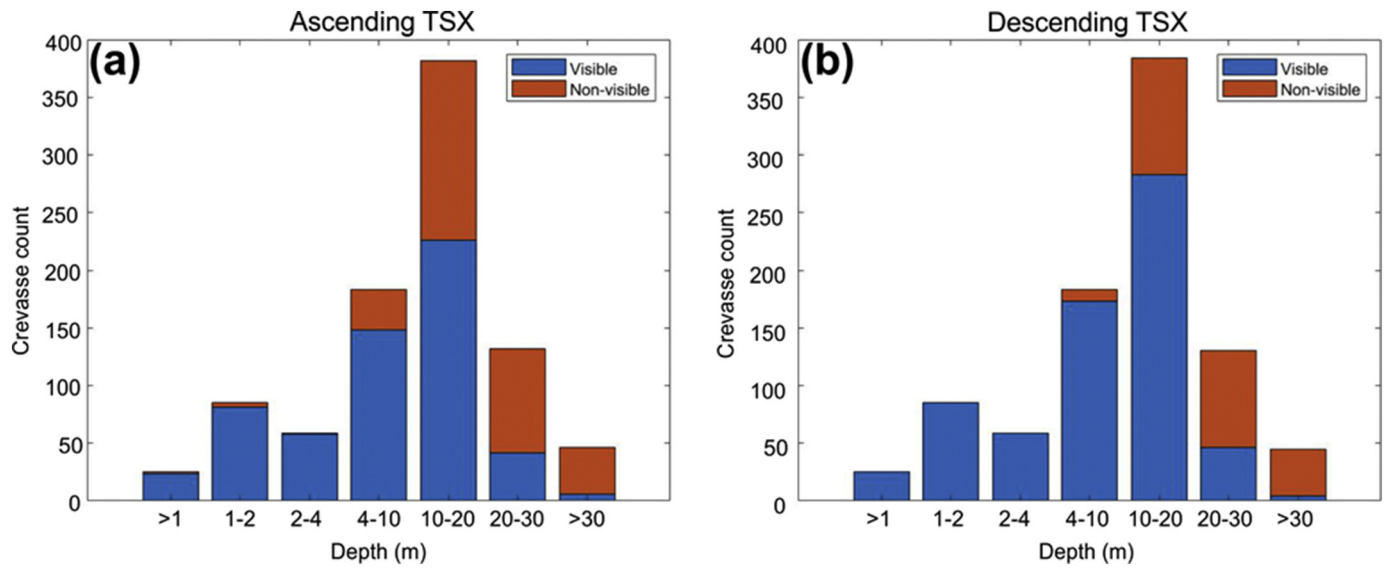 Ascending TSX
(a)
Visible
Non-visible
400
350
300
250
200
150
100
50
0
Crevasse count
>1 1-2 2-4 4-10 10-20 20-30 >30
Depth (m)
Descending TSX
(b)
Visible
Non-visible
400
350
300
250
200
150
100
50
0
Crevasse count
>1 1-2 2-4 4-10 10-20 20-30 >30
Depth (m)